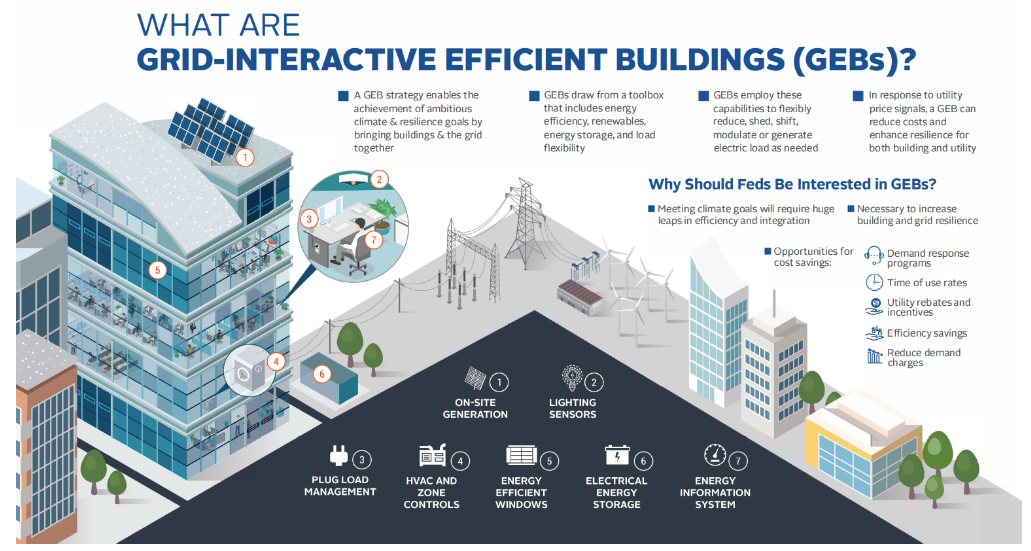 WHAT ARE
GRID-INTERACTIVE EFFICIENT BUILDINGS (GEBs)?
A GEB strategy enables the
achievement of ambitious
climate & resilience goals by
bringing buildings & the grid
together
GEBs draw from a toolbox
that includes energy
efficiency, renewables,
energy storage, and load
flexibility
GEBs employ these
capabilities to flexibly
reduce, shed, shift,
modulate or generate
electric load as needed
In response to utility
price signals, a GEB can
reduce costs and
enhance resilience for
both building and utility
Why Should Feds Be Interested in GEBs?
Meeting climate goals will require huge
leaps in efficiency and integration
Necessary to increase
building and grid resilience
Opportunities for
cost savings:
Demand response
programs
Time of use rates
Utility rebates and
incentives
Efficiency savings
Reduce demand
charges
1
2
3
7
5
4
6
1
ON-SITE
GENERATION
2
LIGHTING
SENSORS
3
PLUG LOAD
MANAGEMENT
4
HVAC AND
ZONE
CONTROLS
5
ENERGY
EFFICIENT
WINDOWS
6
ELECTRICAL
ENERGY
STORAGE
7
ENERGY
INFORMATION
SYSTEM